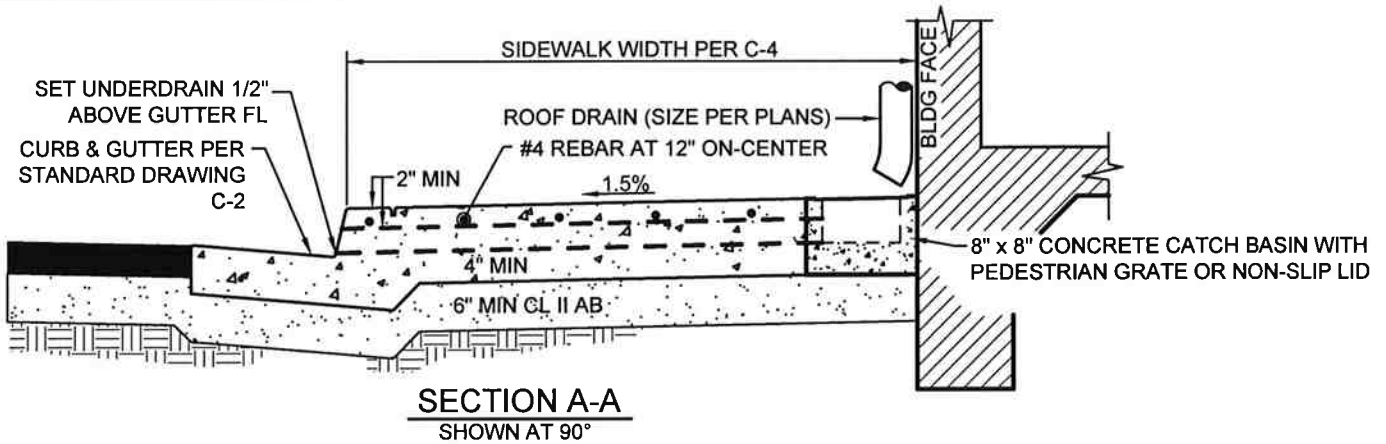 SIDEWALK WIDTH PER C-4
BLDG FACE
SET UNDERDRAIN 1/2"
ABOVE GUTTER FL
CURB & GUTTER PER
STANDARD DRAWING
C-2
ROOF DRAIN (SIZE PER PLANS)
#4 REBAR AT 12" ON-CENTER
2" MIN
1.5%
4" MIN
6" MIN CL II AB
8" x 8" CONCRETE CATCH BASIN WITH
PEDESTRIAN GRATE OR NON-SLIP LID
SECTION A-A
SHOWN AT 90°